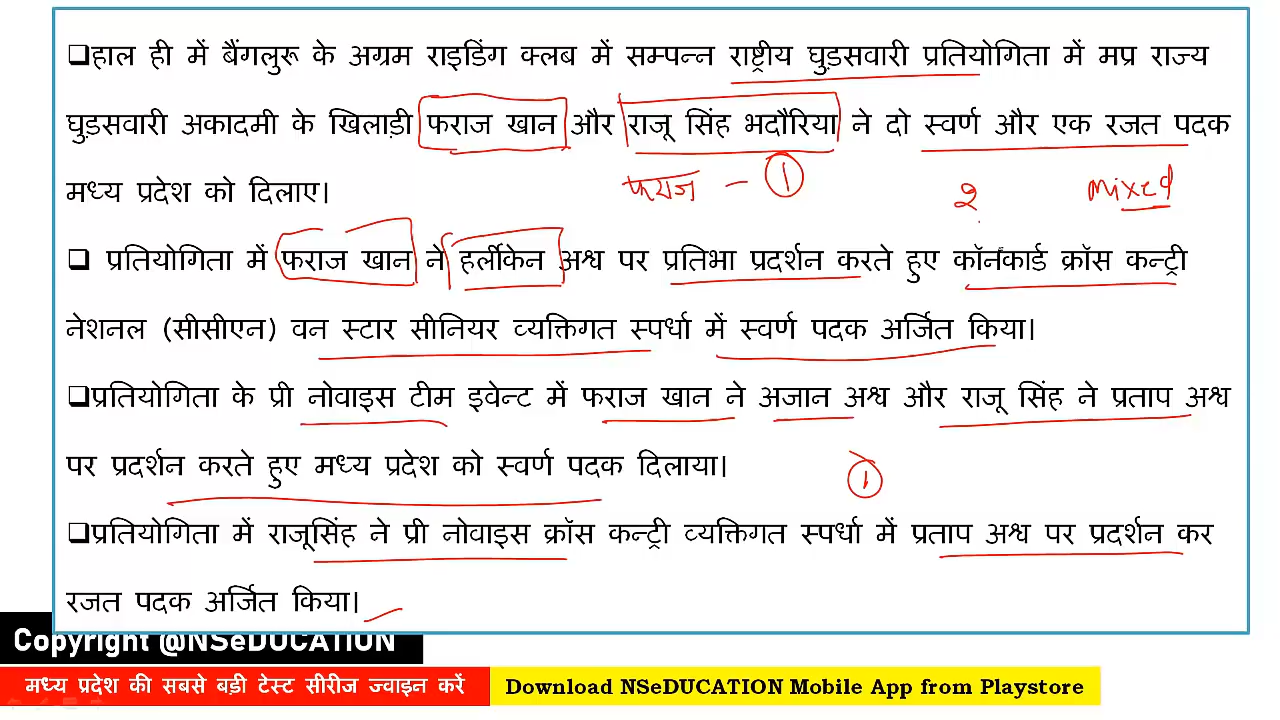 ❑हाल ही में बैंगलुरू के अग्रम राइडिंग क्लब में सम्पन्न राष्ट्रीय घुड़सवारी प्रतियोगिता में मप्र राज्य
घुड़सवारी अकादमी के खिलाड़ी फराज खान और राजू सिंह भदौरिया ने दो स्वर्ण और एक रजत पदक
मध्य प्रदेश को दिलाए।
फराज – 1 २ mixed
❑ प्रतियोगिता में फराज खान ने हर्लीकेन अश्व पर प्रतिभा प्रदर्शन करते हुए कॉनकार्ड क्रॉस कन्ट्री
नेशनल (सीसीएन) वन स्टार सीनियर व्यक्तिगत स्पर्धा में स्वर्ण पदक अर्जित किया।
❑प्रतियोगिता के प्री नोवाइस टीम इवेन्ट में फराज खान ने अजान अश्व और राजू सिंह ने प्रताप अश्व
पर प्रदर्शन करते हुए मध्य प्रदेश को स्वर्ण पदक दिलाया।
1
❑प्रतियोगिता में राजूसिंह ने प्री नोवाइस क्रॉस कन्ट्री व्यक्तिगत स्पर्धा में प्रताप अश्व पर प्रदर्शन कर
रजत पदक अर्जित किया।
Copyright @NSeDUCATION
मध्य प्रदेश की सबसे बड़ी टेस्ट सीरीज ज्वाइन करें
Download NSeDUCATION Mobile App from Playstore